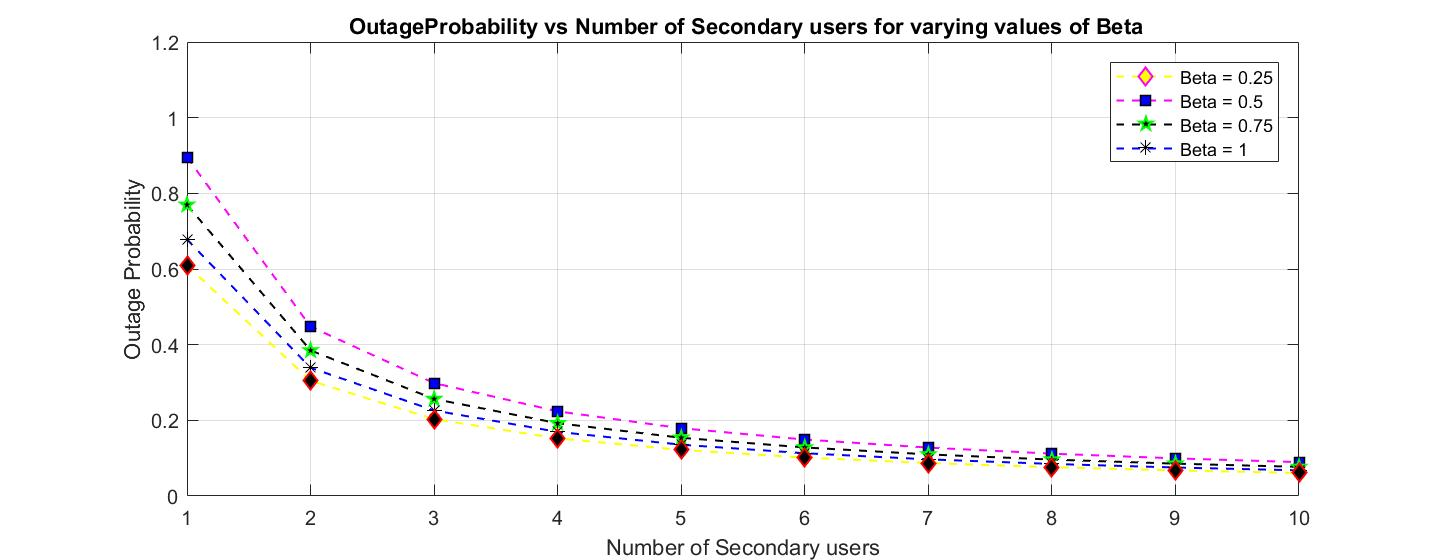 OutageProbability vs Number of Secondary users for varying values of Beta
1.2
1
0.8
0.6
0.4
0.2
0
Outage Probability
Beta = 0.25
Beta = 0.5
Beta = 0.75
Beta = 1
1 2 3 4 5 6 7 8 9 10
Number of Secondary users